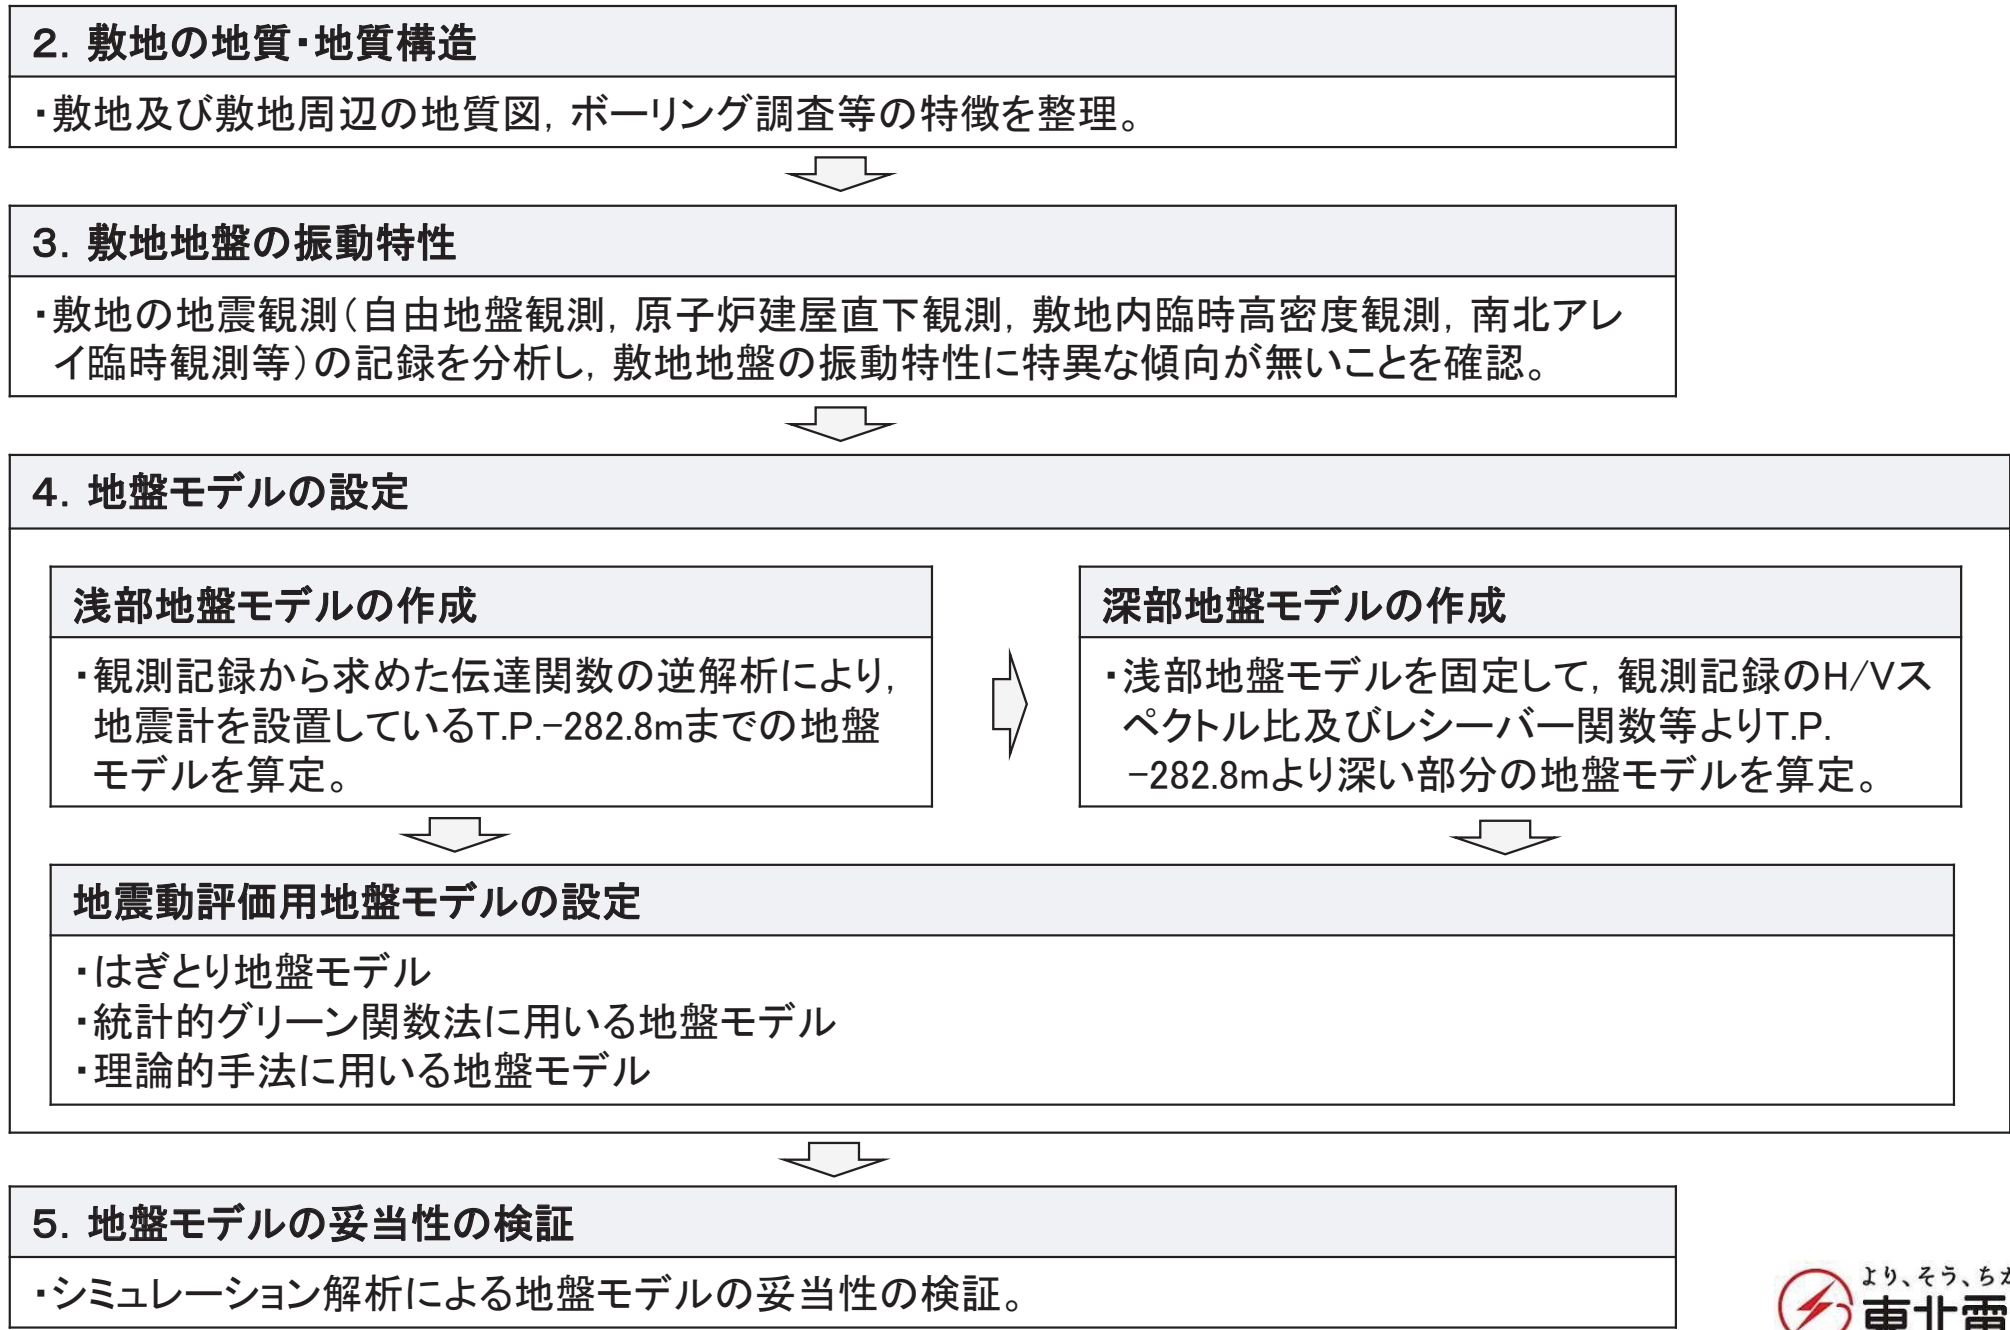 ２．敷地の地質・地質構造
・敷地及び敷地周辺の地質図，ボーリング調査等の特徴を整理。
３．敷地地盤の振動特性
・敷地の地震観測（自由地盤観測，原子炉建屋直下観測，敷地内臨時高密度観測，南北アレ
イ臨時観測等）の記録を分析し，敷地地盤の振動特性に特異な傾向が無いことを確認。
４．地盤モデルの設定
浅部地盤モデルの作成
・観測記録から求めた伝達関数の逆解析により，
地震計を設置しているT.P.-282.8mまでの地盤
モデルを算定。
深部地盤モデルの作成
・浅部地盤モデルを固定して，観測記録のH/Vス
ペクトル比及びレシーバー関数等よりT.P.
-282.8mより深い部分の地盤モデルを算定。
地震動評価用地盤モデルの設定
・はぎとり地盤モデル
・統計的グリーン関数法に用いる地盤モデル
・理論的手法に用いる地盤モデル
５．地盤モデルの妥当性の検証
・シミュレーション解析による地盤モデルの妥当性の検証。
より、そう、ち
東北電